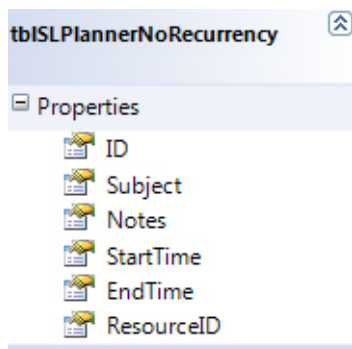 tblSLPlannerNoRecurrency
Properties
ID
Subject
Notes
StartTime
EndTime
ResourceID